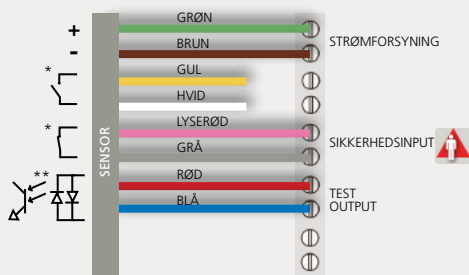 GRØN
+
STRØMFORSYNING
-
BRUN
*
GUL
HVID
*
LYSERØD
SIKKERHEDSINPUT
GRÅ
SENSOR
**
RØD
TEST
OUTPUT
BLÅ